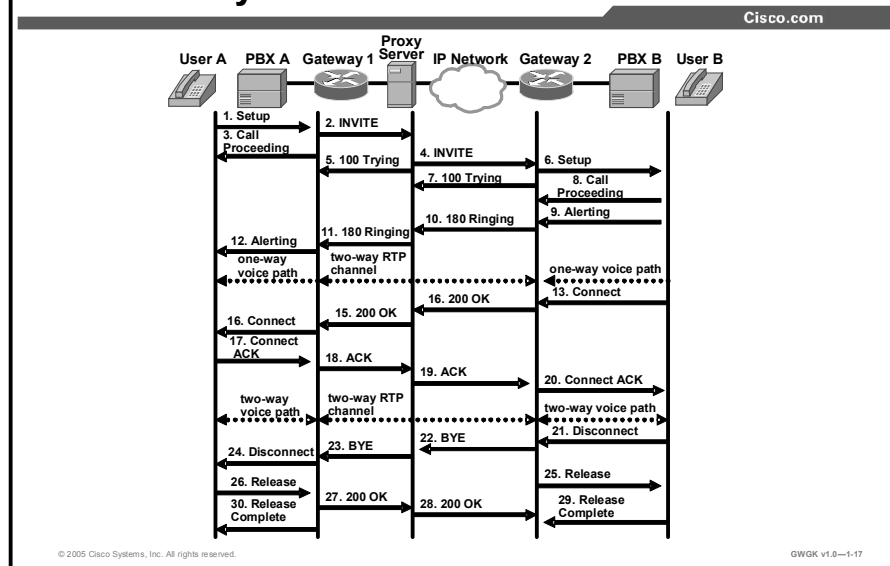 Cisco.com
User A PBX A Gateway 1 Proxy Server IP Network Gateway 2 PBX B User B
1. Setup
2. INVITE
3. Call
Proceeding
4. INVITE
5. 100 Trying
6. Setup
7. 100 Trying
8. Call
Proceeding
9. Alerting
10. 180 Ringing
11. 180 Ringing
12. Alerting
one-way
voice path
two-way RTP
channel
one-way voice path
13. Connect
16. 200 OK
15. 200 OK
16. Connect
17. Connect
ACK
18. ACK
19. ACK
20. Connect ACK
two-way
voice path
two-way RTP
channel
two-way voice path
21. Disconnect
22. BYE
23. BYE
24. Disconnect
25. Release
26. Release
27. 200 OK
28. 200 OK
29. Release
Complete
30. Release
Complete
© 2005 Cisco Systems, Inc. All rights reserved.
GWGK v1.0—1-17